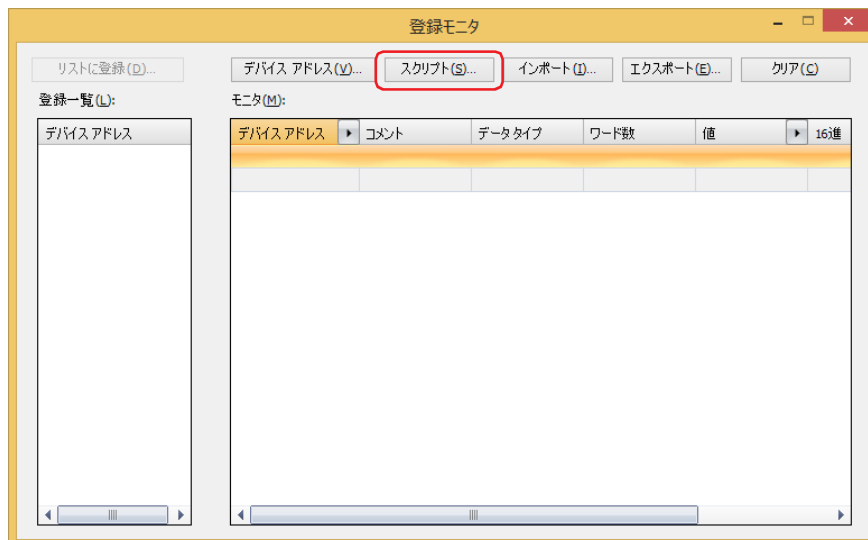 登録モニタ
リストに登録(D)... デバイス アドレス(V)... スクリプト(S)... インポート(I)... エクスポート(E)... クリア(C)
登録一覧(L): モニタ(M):
デバイス アドレス デバイス アドレス コメント データ タイプ ワード数 値 16進